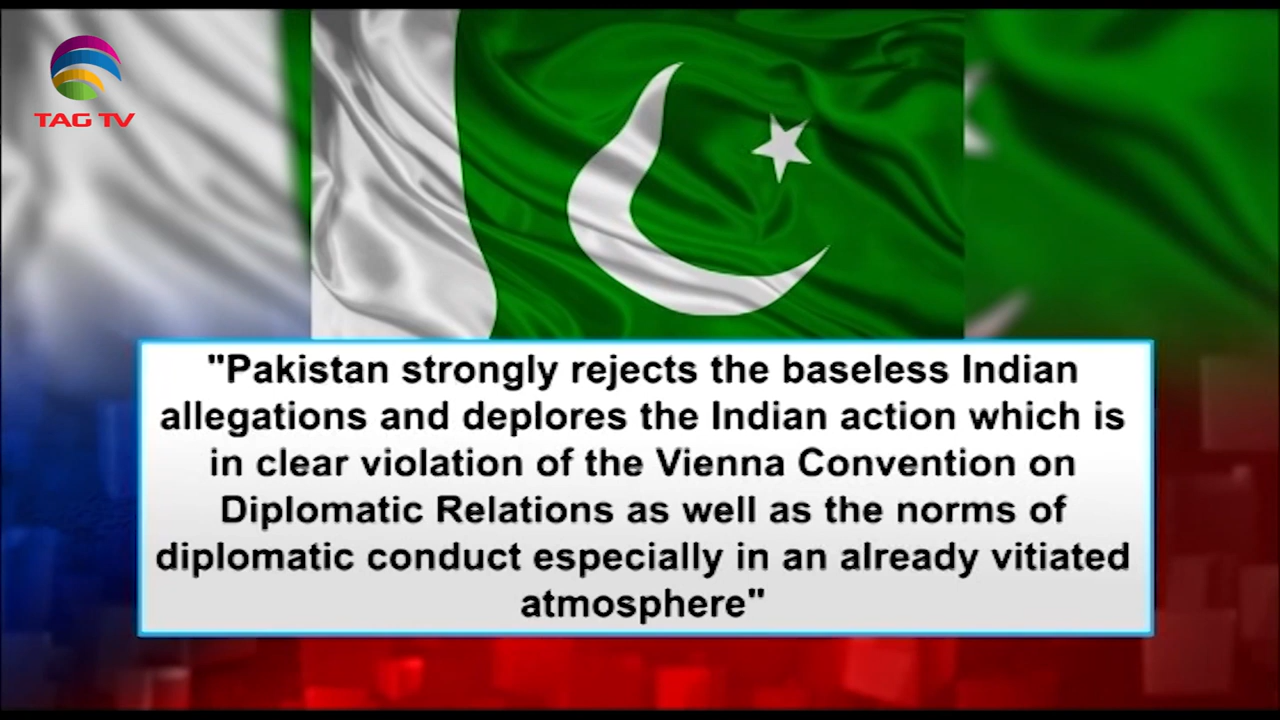 TAG TV
"Pakistan strongly rejects the baseless Indian
allegations and deplores the Indian action which is
in clear violation of the Vienna Convention on
Diplomatic Relations as well as the norms of
diplomatic conduct especially in an already vitiated
atmosphere"